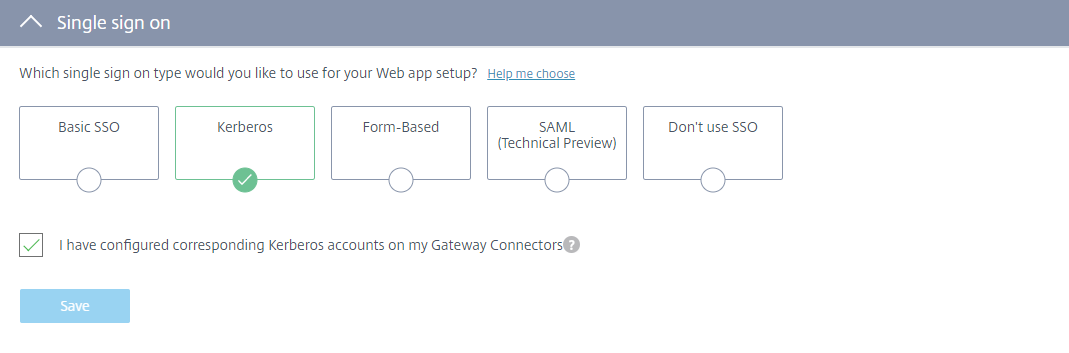 Single sign on
Which single sign on type would you like to use for your Web app setup? Help me choose
Basic SSO
Kerberos
Form-Based
SAML
(Technical Preview)
Don't use SSO
I have configured corresponding Kerberos accounts on my Gateway Connectors ?
Save